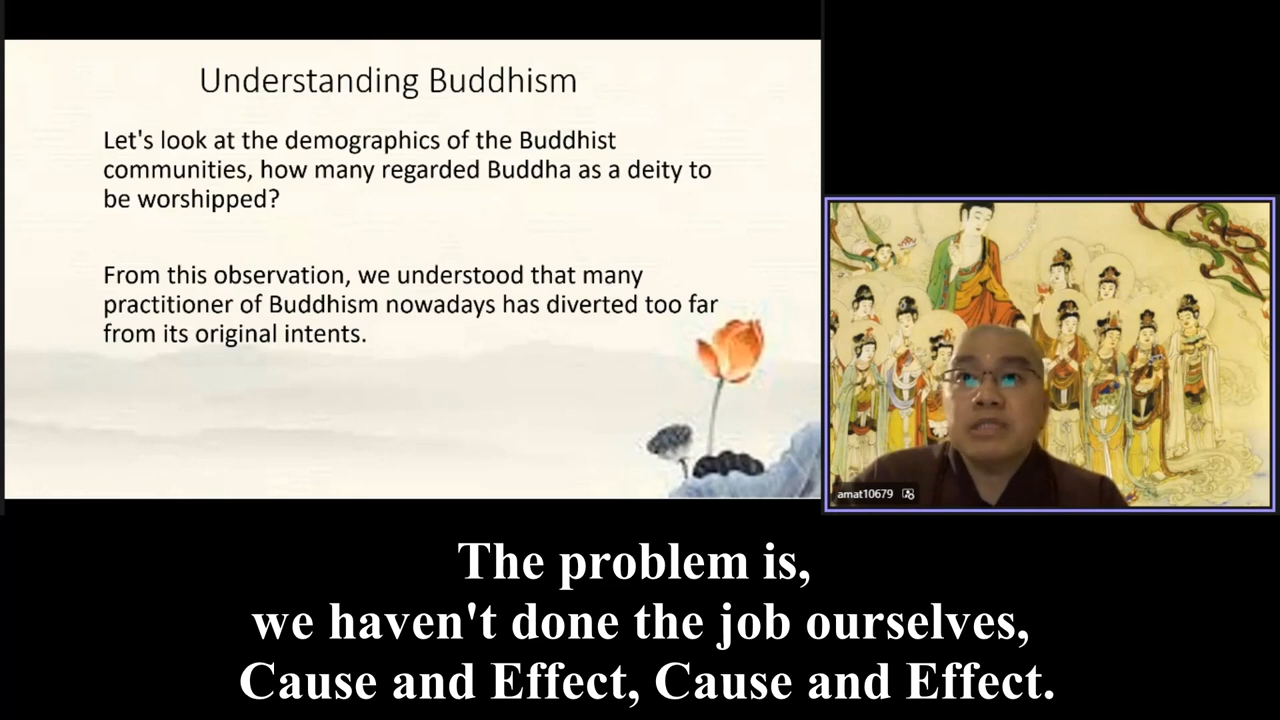 Understanding Buddhism
Let's look at the demographics of the Buddhist
communities, how many regarded Buddha as a deity to
be worshipped?
From this observation, we understood that many
practitioner of Buddhism nowadays has diverted too far
from its original intents.
amat10679
The problem is,
we haven't done the job ourselves,
Cause and Effect, Cause and Effect.